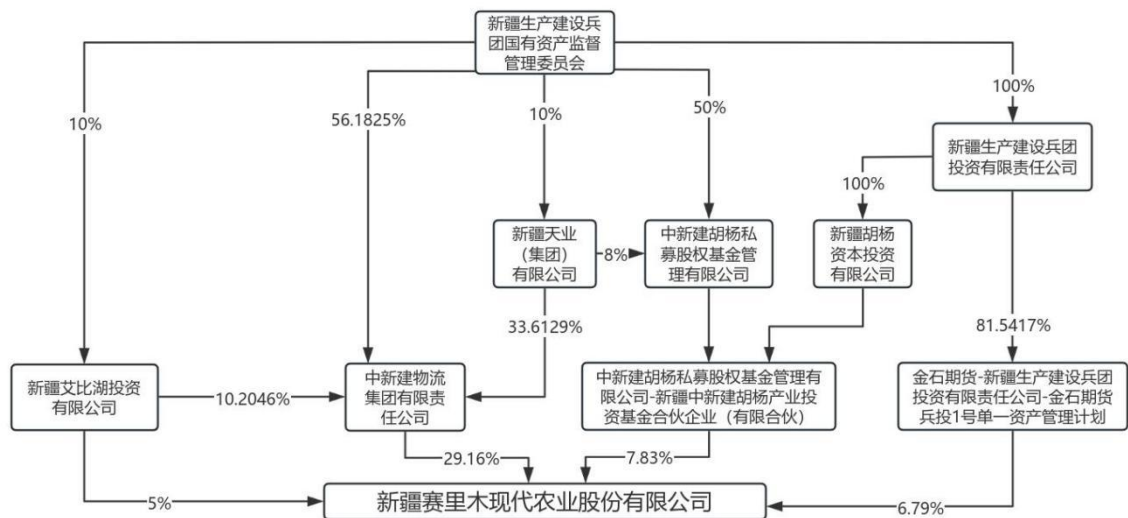 新疆生产建设兵
团国有资产监督
管理委员会
10%
56.1825%
10%
50%
100%
新疆生产建设兵团
投资有限责任公司
100%
新疆天业
（集团）
有限公司
8%
中新建胡杨私
募股权基金管
理有限公司
新疆胡杨
资本投资
有限公司
33.6129%
81.5417%
新疆艾比湖投资
有限公司
10.2046%
中新建物流
集团有限责
任公司
中新建胡杨私募股权基金管理有
限公司-新疆中新建胡杨产业投
资基金合伙企业（有限合伙）
金石期货-新疆生产建设兵团
投资有限责任公司-金石期货
兵投1号单一资产管理计划
29.16%
7.83%
5%
新疆赛里木现代农业股份有限公司
6.79%